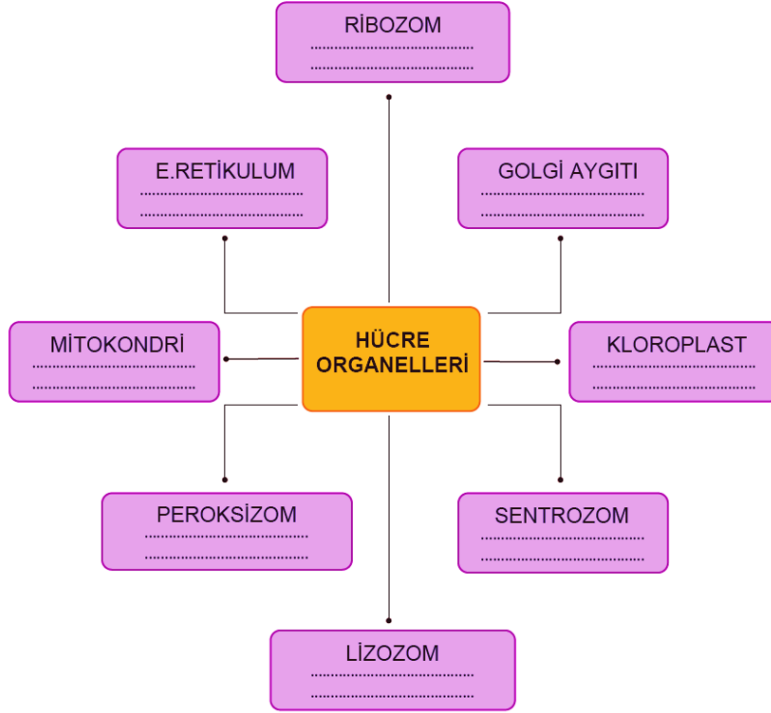 RİBOZOM
E.RETİKULUM
GOLGİ AYGITI
MİTOKONDRİ
HÜCRE
ORGANELLERİ
KLOROPLAST
PEROKSİZOM
SENTROZOM
LİZOZOM